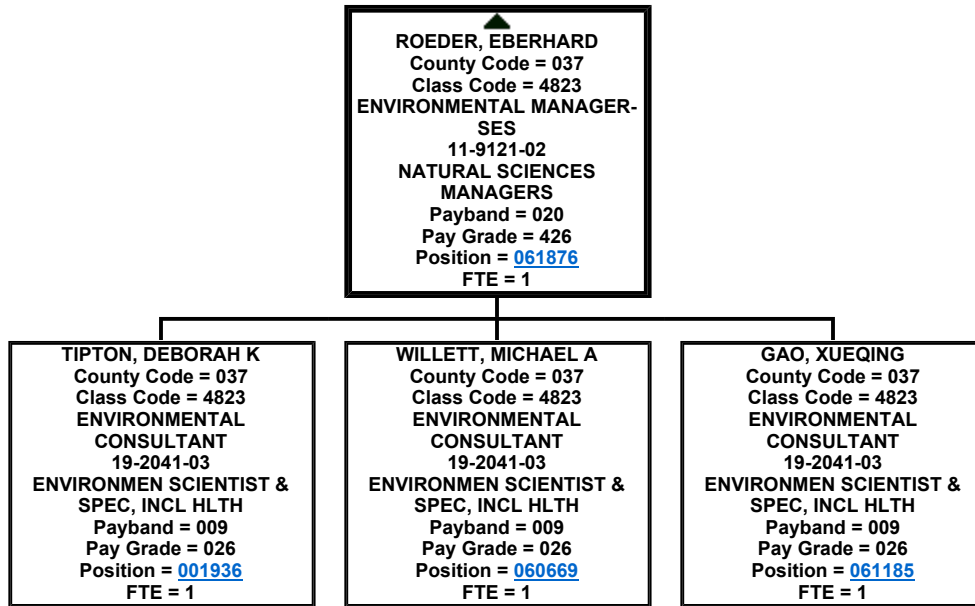 ROEDER, EBERHARD
County Code = 037
Class Code = 4823
ENVIRONMENTAL MANAGER-
SES
11-9121-02
NATURAL SCIENCES
MANAGERS
Payband = 020
Pay Grade = 426
Position = 061876
FTE = 1
TIPTON, DEBORAH K
County Code = 037
Class Code = 4823
ENVIRONMENTAL
CONSULTANT
19-2041-03
ENVIRONMEN SCIENTIST &
SPEC, INCL HLTH
Payband = 009
Pay Grade = 026
Position = 001936
FTE = 1
WILLETT, MICHAEL A
County Code = 037
Class Code = 4823
ENVIRONMENTAL
CONSULTANT
19-2041-03
ENVIRONMEN SCIENTIST &
SPEC, INCL HLTH
Payband = 009
Pay Grade = 026
Position = 060669
FTE = 1
GAO, XUEQING
County Code = 037
Class Code = 4823
ENVIRONMENTAL
CONSULTANT
19-2041-03
ENVIRONMEN SCIENTIST &
SPEC, INCL HLTH
Payband = 009
Pay Grade = 026
Position = 061185
FTE = 1